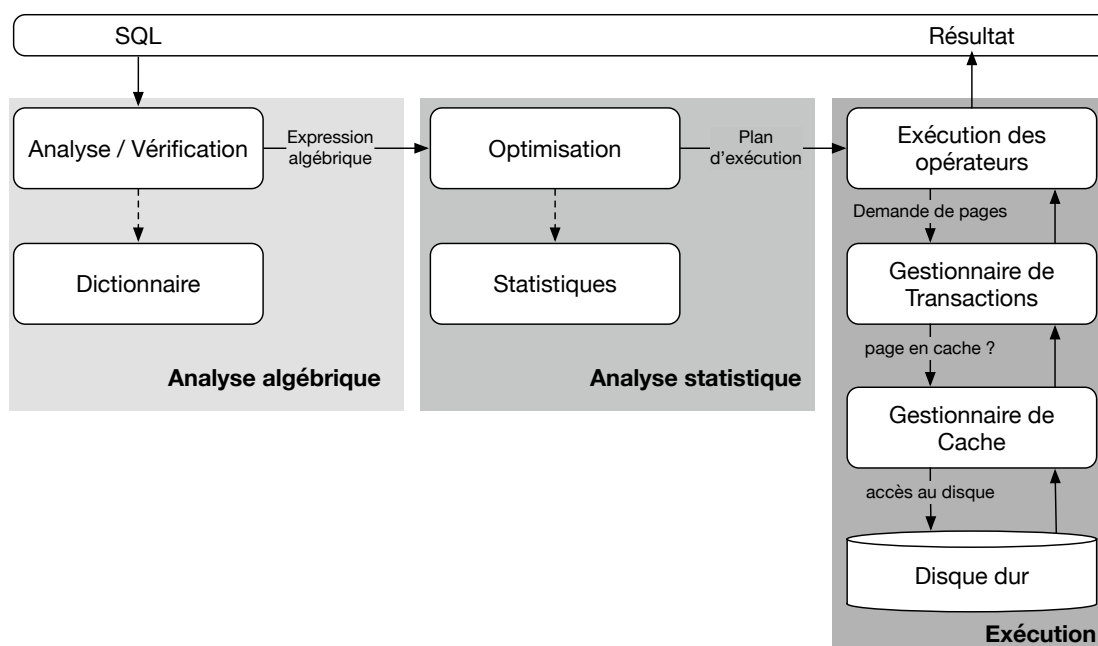 SQL
Résultat
Analyse / Vérification
Expression
algébrique
Optimisation
Plan
d'exécution
Exécution des
opérateurs
Demande de pages
Dictionnaire
Statistiques
Gestionnaire de
Transactions
page en cache ?
Analyse algébrique
Analyse statistique
Gestionnaire de
Cache
accès au disque
Disque dur
Exécution